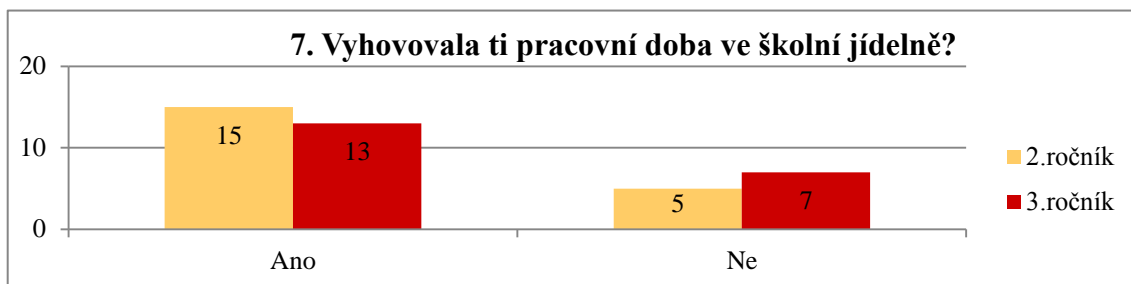 7. Vyhovovala ti pracovní doba ve školní jídelně?
20
10
0
15
13
5
7
Ano
Ne
2.ročník
3.ročník